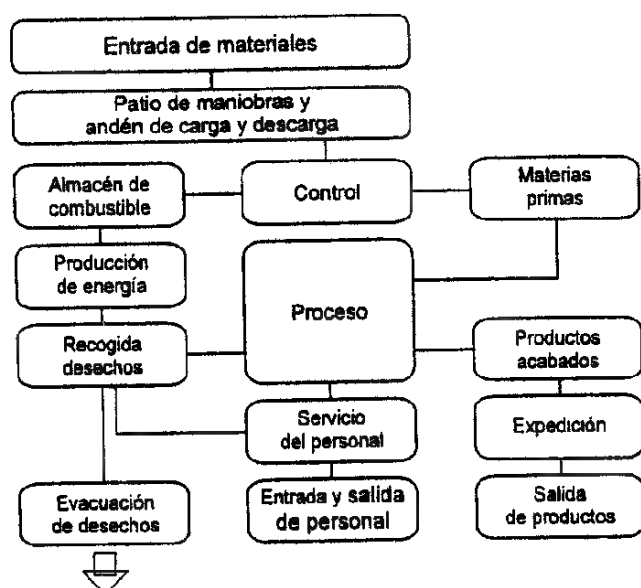 Entrada de materiales
Patio de maniobras y
andén de carga y descarga
Almacén de
combustible
Control
Materias
primas
Producción
de energía
Proceso
Recogida
desechos
Productos
acabados
Servicio
del personal
Expedición
Evacuación
de desechos
Entrada y salida
de personal
Salida
de productos